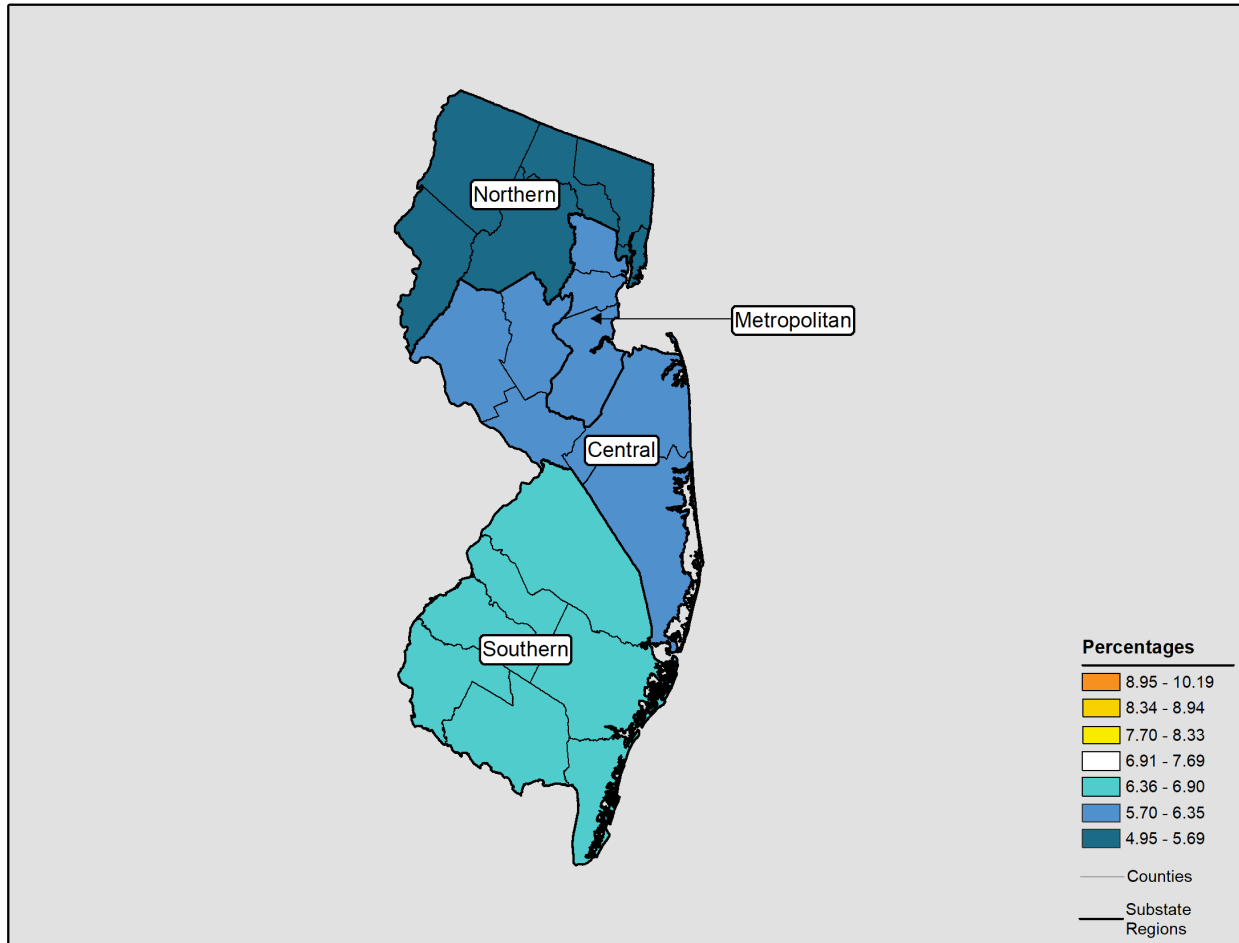 Northern
Metropolitan
Central
Southern
Percentages
8.95 - 10.19
8.34 - 8.94
7.70 - 8.33
6.91 - 7.69
6.36 - 6.90
5.70 - 6.35
4.95 - 5.69
Counties
Substate
Regions